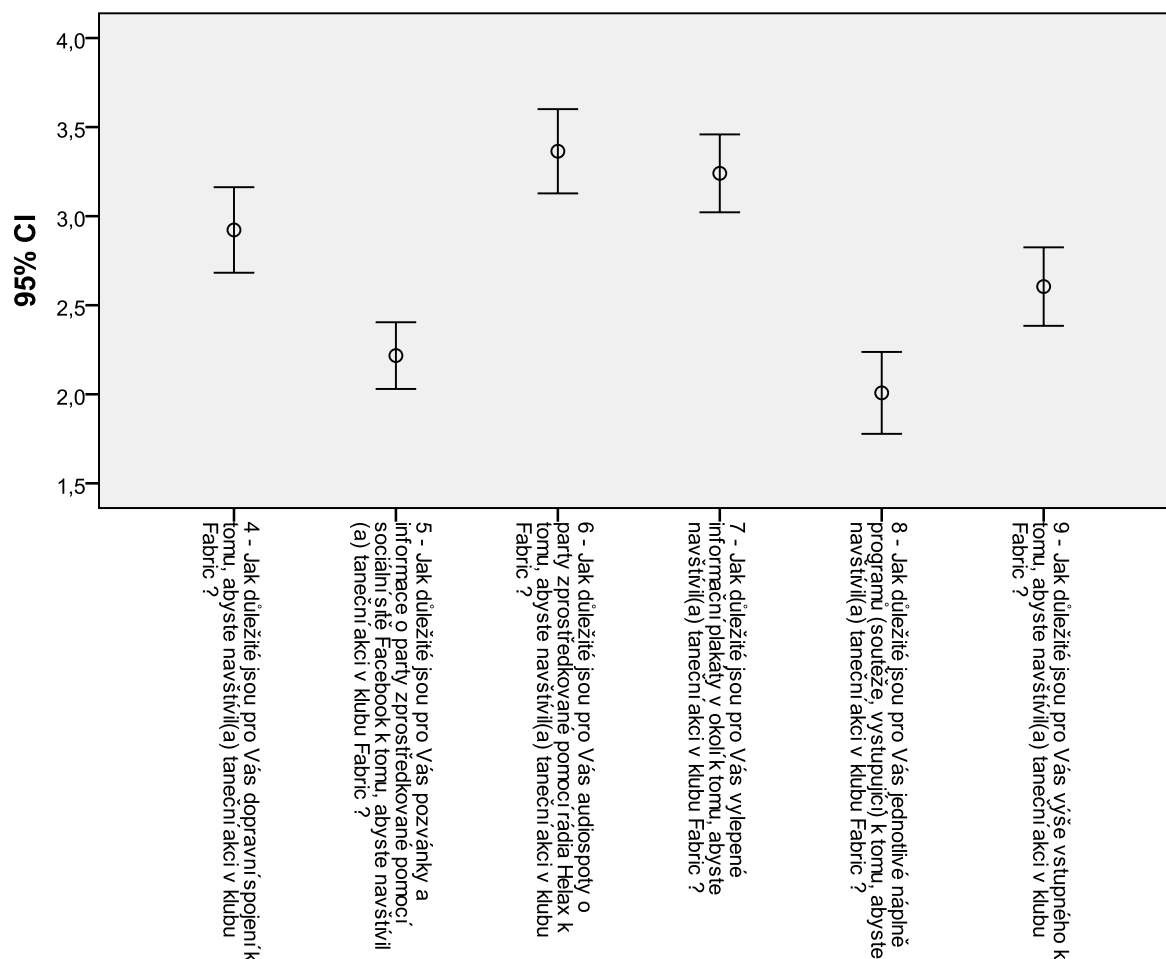 4,0
3,5
3,0
2,5
2,0
1,5
95% CI
4 - Jak důležité jsou pro Vás dopravní spojení k
tomu, abyste navštívil(a) taneční akci v klubu
Fabric ?
5 - Jak důležité jsou pro Vás pozvánky a
informace o party zprostředkované pomocí
sociální sítě Facebook k tomu, abyste navštívil
(a) taneční akci v klubu Fabric ?
6 - Jak důležité jsou pro Vás audiospoty o
party zprostředkované pomocí rádia Helax k
tomu, abyste navštívil(a) taneční akci v klubu
Fabric ?
7 - Jak důležité jsou pro Vás vylepené
informační plakáty v okolí k tomu, abyste
navštívil(a) taneční akci v klubu Fabric ?
8 - Jak důležité jsou pro Vás jednotlivé náplně
programů (soutěže, vystupující) k tomu, abyste
navštívil(a) taneční akci v klubu Fabric ?
9 - Jak důležité jsou pro Vás výše vstupného k
tomu, abyste navštívil(a) taneční akci v klubu
Fabric ?